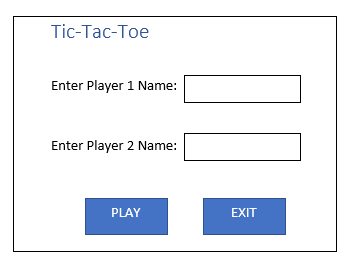 Tic-Tac-Toe
Enter Player 1 Name:
Enter Player 2 Name:
PLAY EXIT